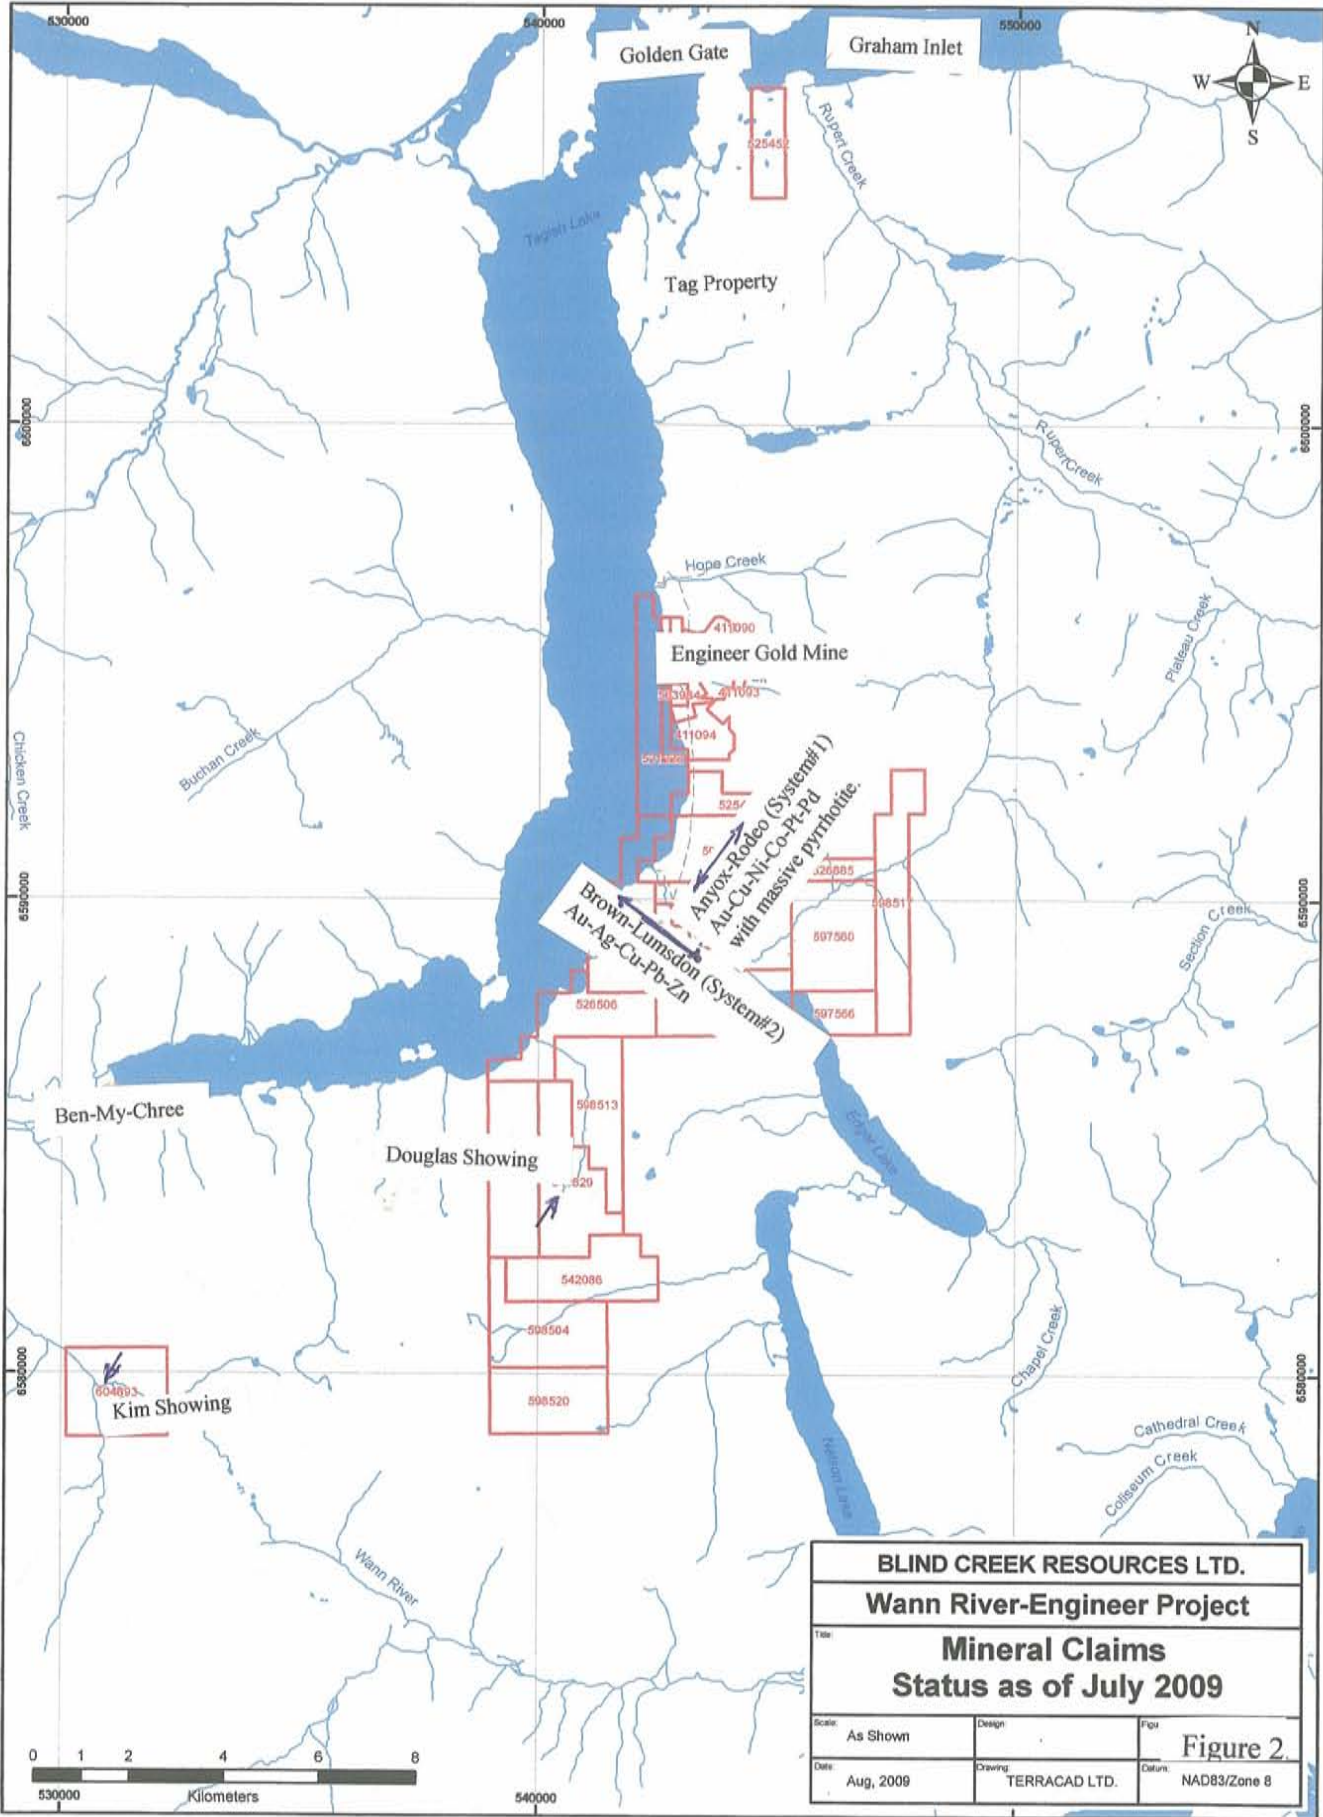 530000
540000
550000
Golden Gate
Graham Inlet
N
W
E
S
525452
Rupert Creek
Tagish Lake
Tag Property
6600000
6600000
Rupert Creek
Hope Creek
Plateau Creek
411090
Engineer Gold Mine
411093
411094
Buchan Creek
Chicken Creek
Anyox-Rodeo (System#1)
Au-Cu-Ni-Co-Pt-Pd
with massive pyrrhotite.
6590000
6590000
Brown-Lumsdon (System#2)
Au-Ag-Cu-Pb-Zn
597560
Section Creek
526506
597566
Ben-My-Chree
598513
Edgar Lake
Douglas Showing
829
542086
598504
Chapel Creek
6580000
6580000
604893
Kim Showing
598520
Cathedral Creek
Coliseum Creek
Nelson Lake
Wann River
BLIND CREEK RESOURCES LTD.
Wann River-Engineer Project
Title:
Mineral Claims
Status as of July 2009
Scale:
As Shown
Design
Figu
Figure 2.
Date:
Aug, 2009
Drawing:
TERRACAD LTD.
Datum:
NAD83/Zone 8
0 1 2 4 6 8
Kilometers
530000
540000